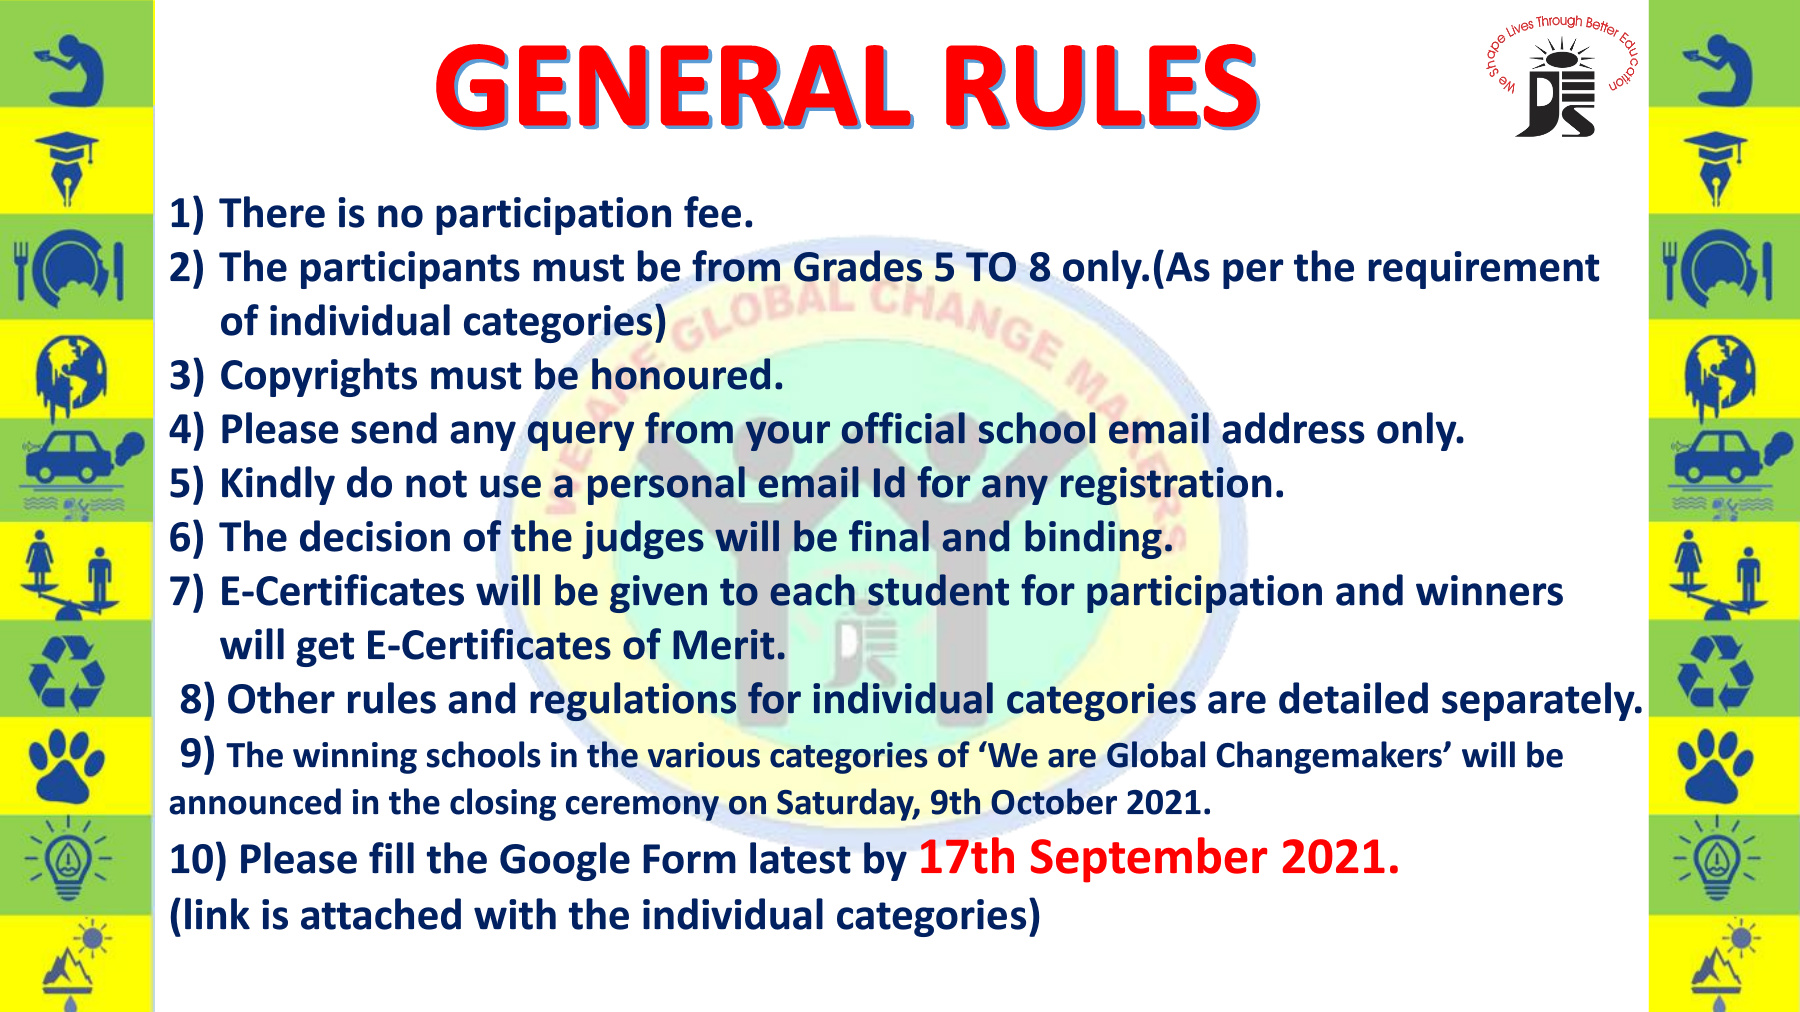 GENERAL RULES
We Shape Lives Through Better Education
DES
1) There is no participation fee.
2) The participants must be from Grades 5 TO 8 only.(As per the requirement
of individual categories)
3) Copyrights must be honoured.
4) Please send any query from your official school email address only.
5) Kindly do not use a personal email Id for any registration.
6) The decision of the judges will be final and binding.
7) E-Certificates will be given to each student for participation and winners
will get E-Certificates of Merit.
8) Other rules and regulations for individual categories are detailed separately.
9) The winning schools in the various categories of ‘We are Global Changemakers’ will be
announced in the closing ceremony on Saturday, 9th October 2021.
10) Please fill the Google Form latest by 17th September 2021.
(link is attached with the individual categories)
WE ARE GLOBAL CHANGE MAKERS
DES